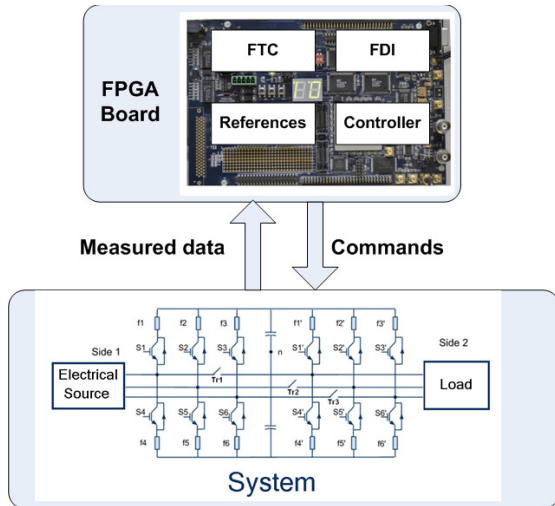 FTC FDI
FPGA
Board
References Controller
Measured data Commands
f1 f2 f3 f1' f2' f3'
S1 S2 S3 n S1' S2' S3'
Side 1 Side 2
Electrical
Source
Tr1
Tr2
Tr3
Load
S4 S5 S6 S4' S5' S6'
f4 f5 f6 f4' f5' f6'
System